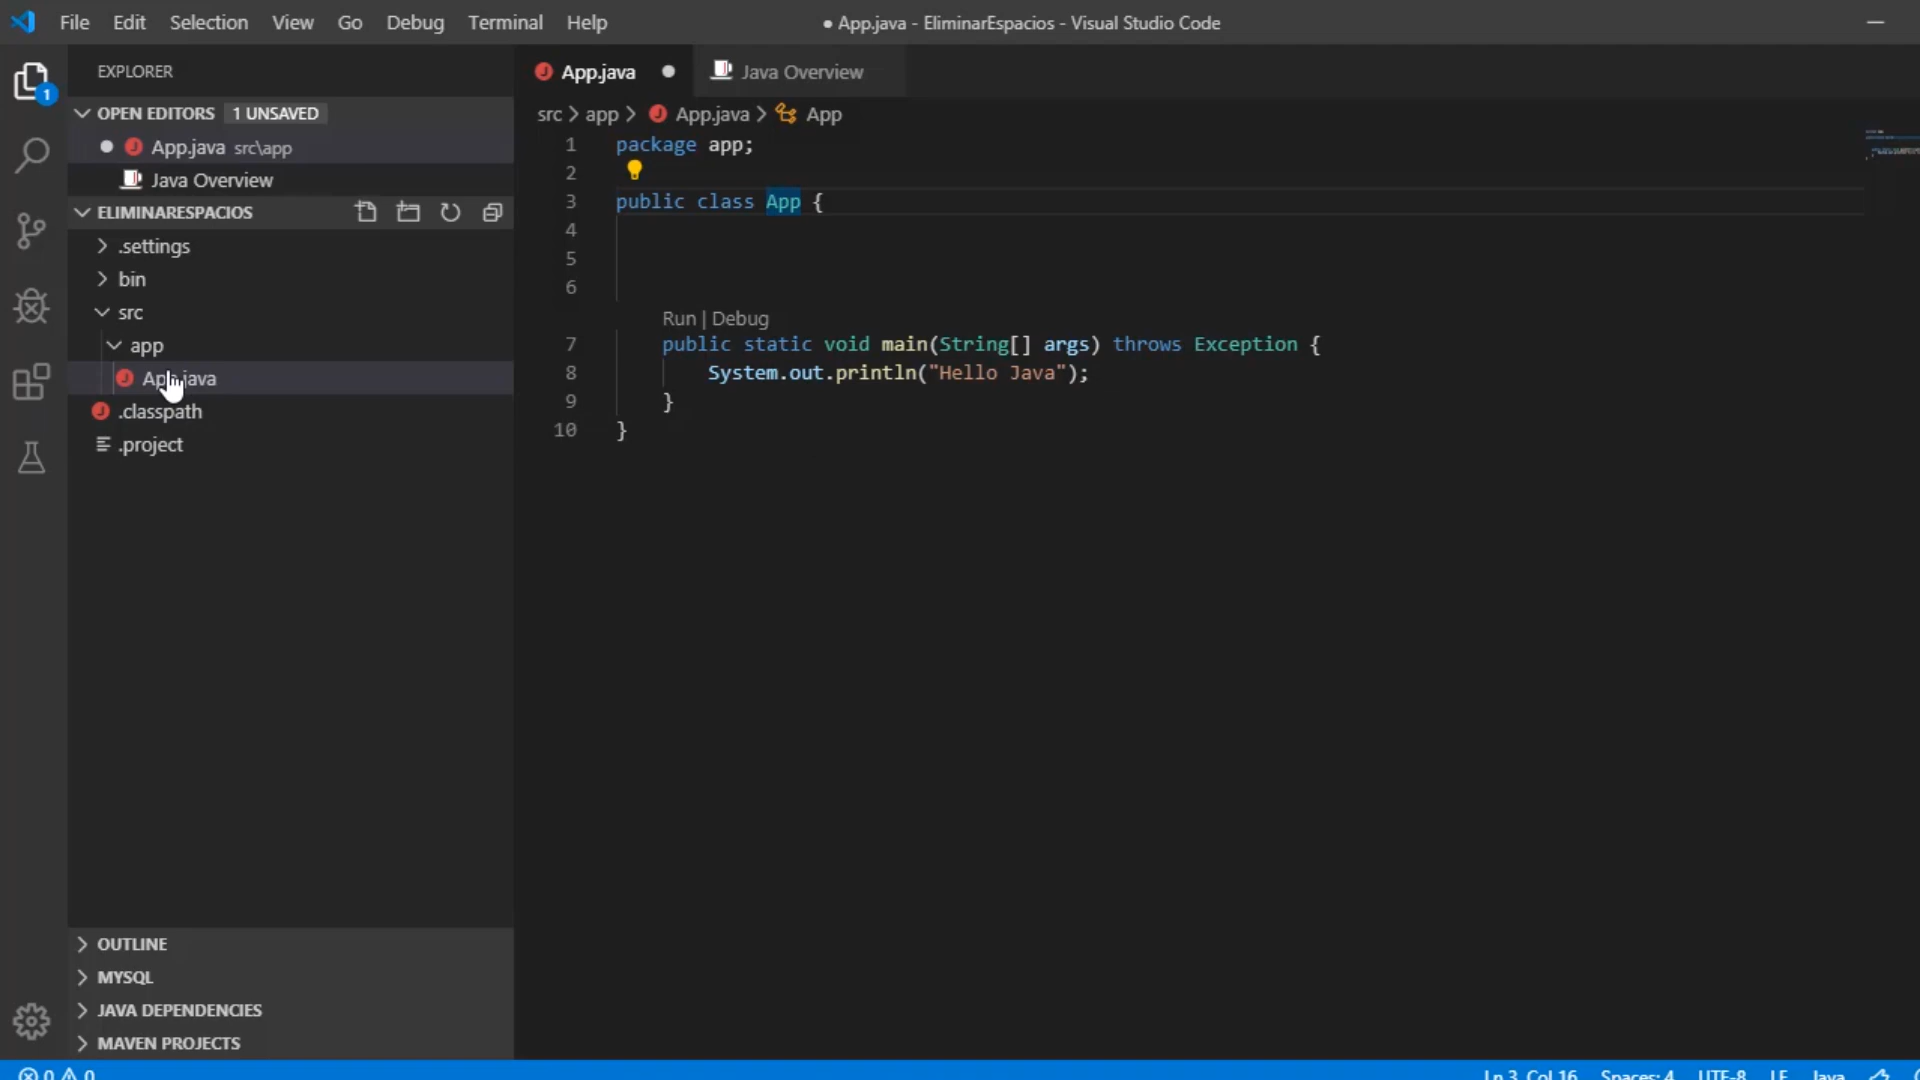 File Edit Selection View Go Debug Terminal Help
● App.java - EliminarEspacios - Visual Studio Code
EXPLORER
1
OPEN EDITORS 1 UNSAVED
App.java src\app
Java Overview
ELIMINARESPACIOS
.settings
bin
src
app
App.java
.classpath
.project
OUTLINE
MYSQL
JAVA DEPENDENCIES
MAVEN PROJECTS
App.java
Java Overview
src > app > App.java > App
1 package app;
2
3 public class App {
4
5
6
Run | Debug
7 public static void main(String[] args) throws Exception {
8 System.out.println("Hello Java");
9 }
10 }
0 0
Ln 3, Col 16 Spaces: 4 UTF-8 LF Java